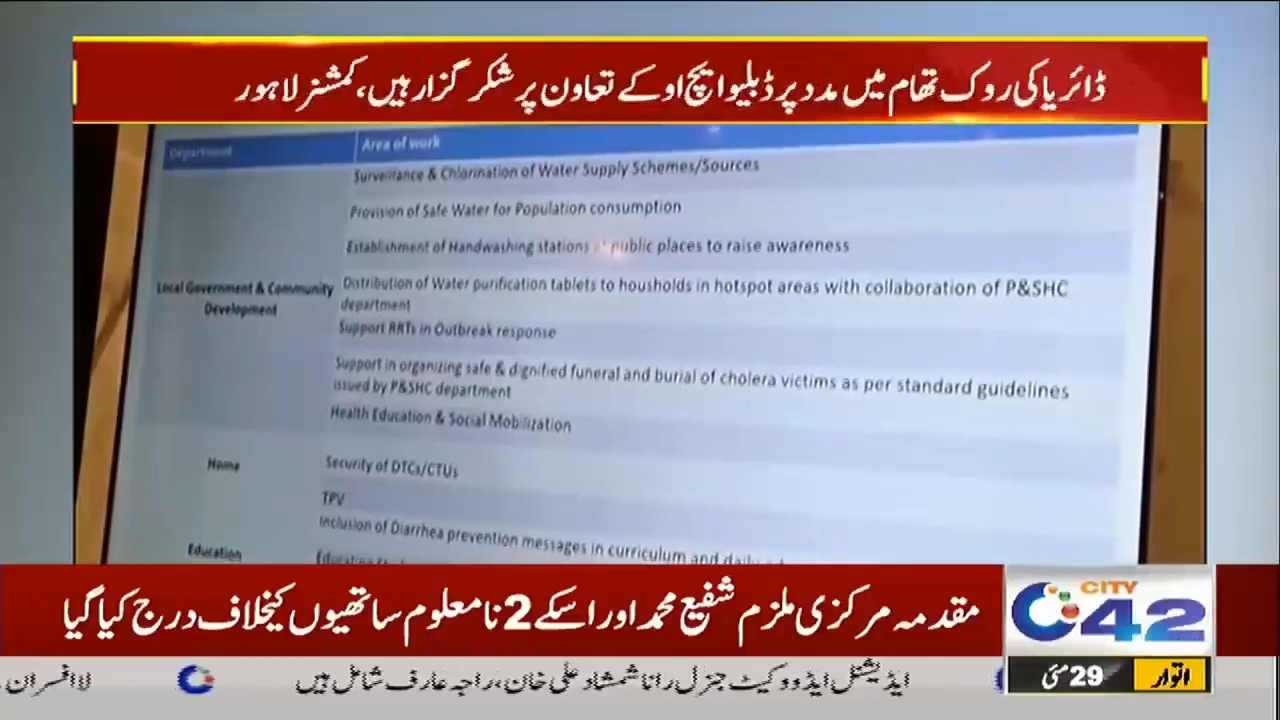 ڈائریا کی روک تھام میں مدد پر ڈبلیو ایچ او کے تعاون پر شکر گزار ہیں، کمشنر لاہور
Department Area of work
Surveillance & Chlorination of Water Supply Schemes/Sources
Provision of Safe Water for Population consumption
Establishment of Handwashing stations at public places to raise awareness
Local Government & Community Development
Distribution of Water purification tablets to housholds in hotspot areas with collaboration of P&SHC
department
Support RRTs in Outbreak response
Support in organizing safe & dignified funeral and burial of cholera victims as per standard guidelines
issued by P&SHC department
Health Education & Social Mobilization
Home Security of DTCs/CTUs
TPV
Inclusion of Diarrhea prevention messages in curriculum and
Education
مقدمہ مرکزی ملزم شفیع محمد اور اسکے 2 نامعلوم ساتھیوں کیخلاف درج کیا گیا
CITY
42
اتوار 29 مئی
ایڈیشنل ایڈووکیٹ جنرل رانا شمشاد علی خان، راجہ عارف شامل ہیں
لاافسران